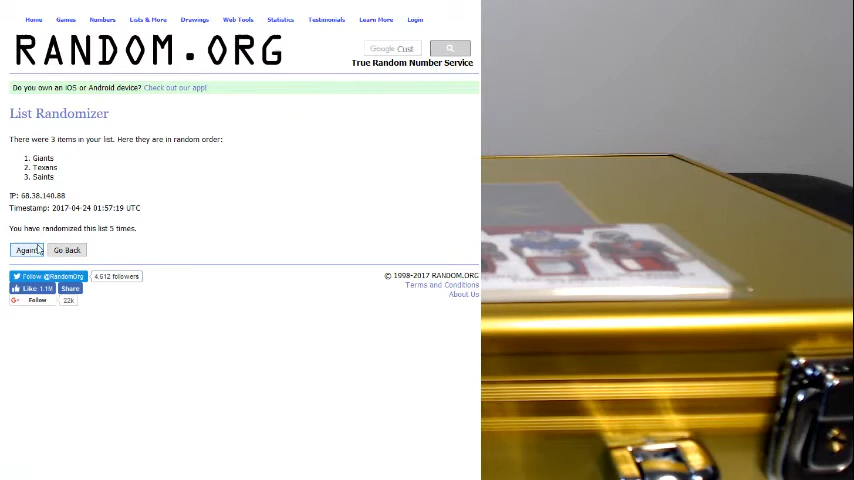 Home Games Numbers Lists & More Drawings Web Tools Statistics Testimonials Learn More Login
RANDOM.ORG
Google Cust
True Random Number Service
Do you own an iOS or Android device? Check out our app!
List Randomizer
There were 3 items in your list. Here they are in random order:
1. Giants
2. Texans
3. Saints
IP: 68.38.140.88
Timestamp: 2017-04-24 01:57:19 UTC
You have randomized this list 5 times.
Again! Go Back
Follow @RandomOrg 4,612 followers
Like 1.1M Share
Follow 22k
© 1998-2017 RANDOM.ORG
Terms and Conditions
About Us